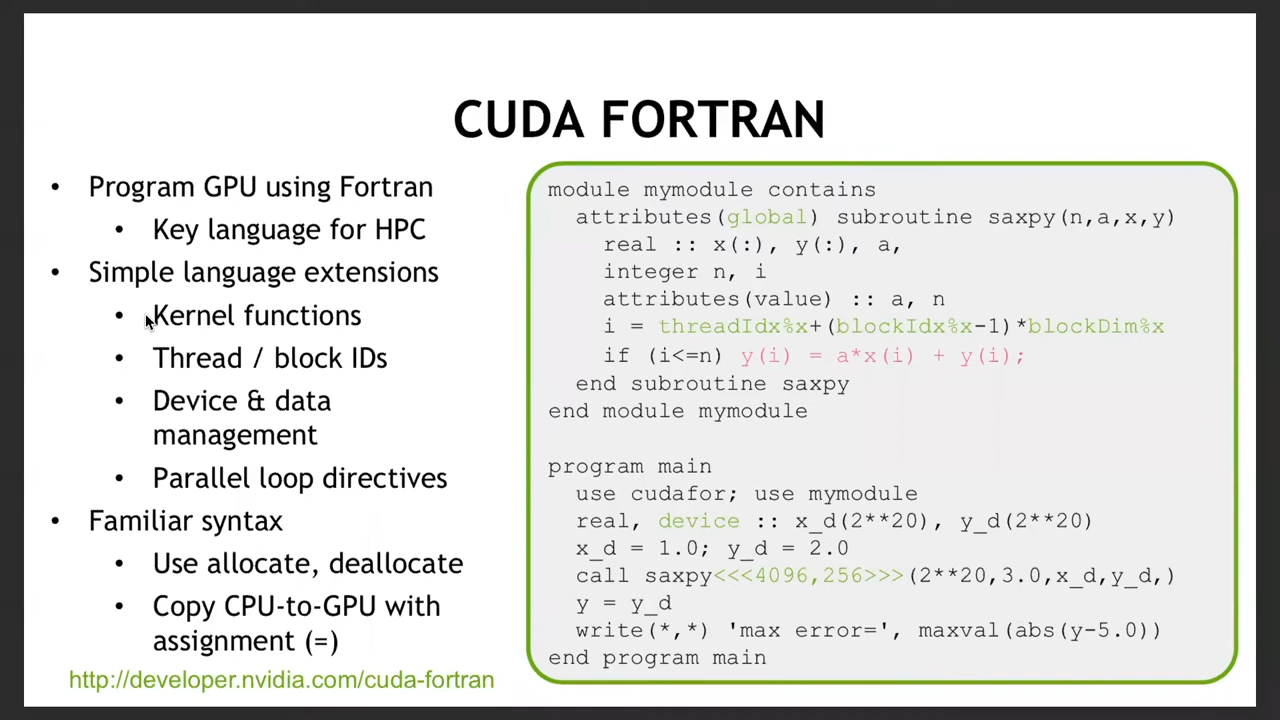 CUDA FORTRAN
• Program GPU using Fortran
• Key language for HPC
• Simple language extensions
• Kernel functions
• Thread / block IDs
• Device & data
management
• Parallel loop directives
• Familiar syntax
• Use allocate, deallocate
• Copy CPU-to-GPU with
assignment (=)
http://developer.nvidia.com/cuda-fortran
module mymodule contains
  attributes(global) subroutine saxpy(n,a,x,y)
    real :: x(:), y(:), a,
    integer n, i
    attributes(value) :: a, n
    i = threadIdx%x+(blockIdx%x-1)*blockDim%x
    if (i<=n) y(i) = a*x(i) + y(i);
  end subroutine saxpy
end module mymodule

program main
  use cudafor; use mymodule
  real, device :: x_d(2**20), y_d(2**20)
  x_d = 1.0; y_d = 2.0
  call saxpy<<<4096,256>>>(2**20,3.0,x_d,y_d,)
  y = y_d
  write(*,*) 'max error=', maxval(abs(y-5.0))
end program main